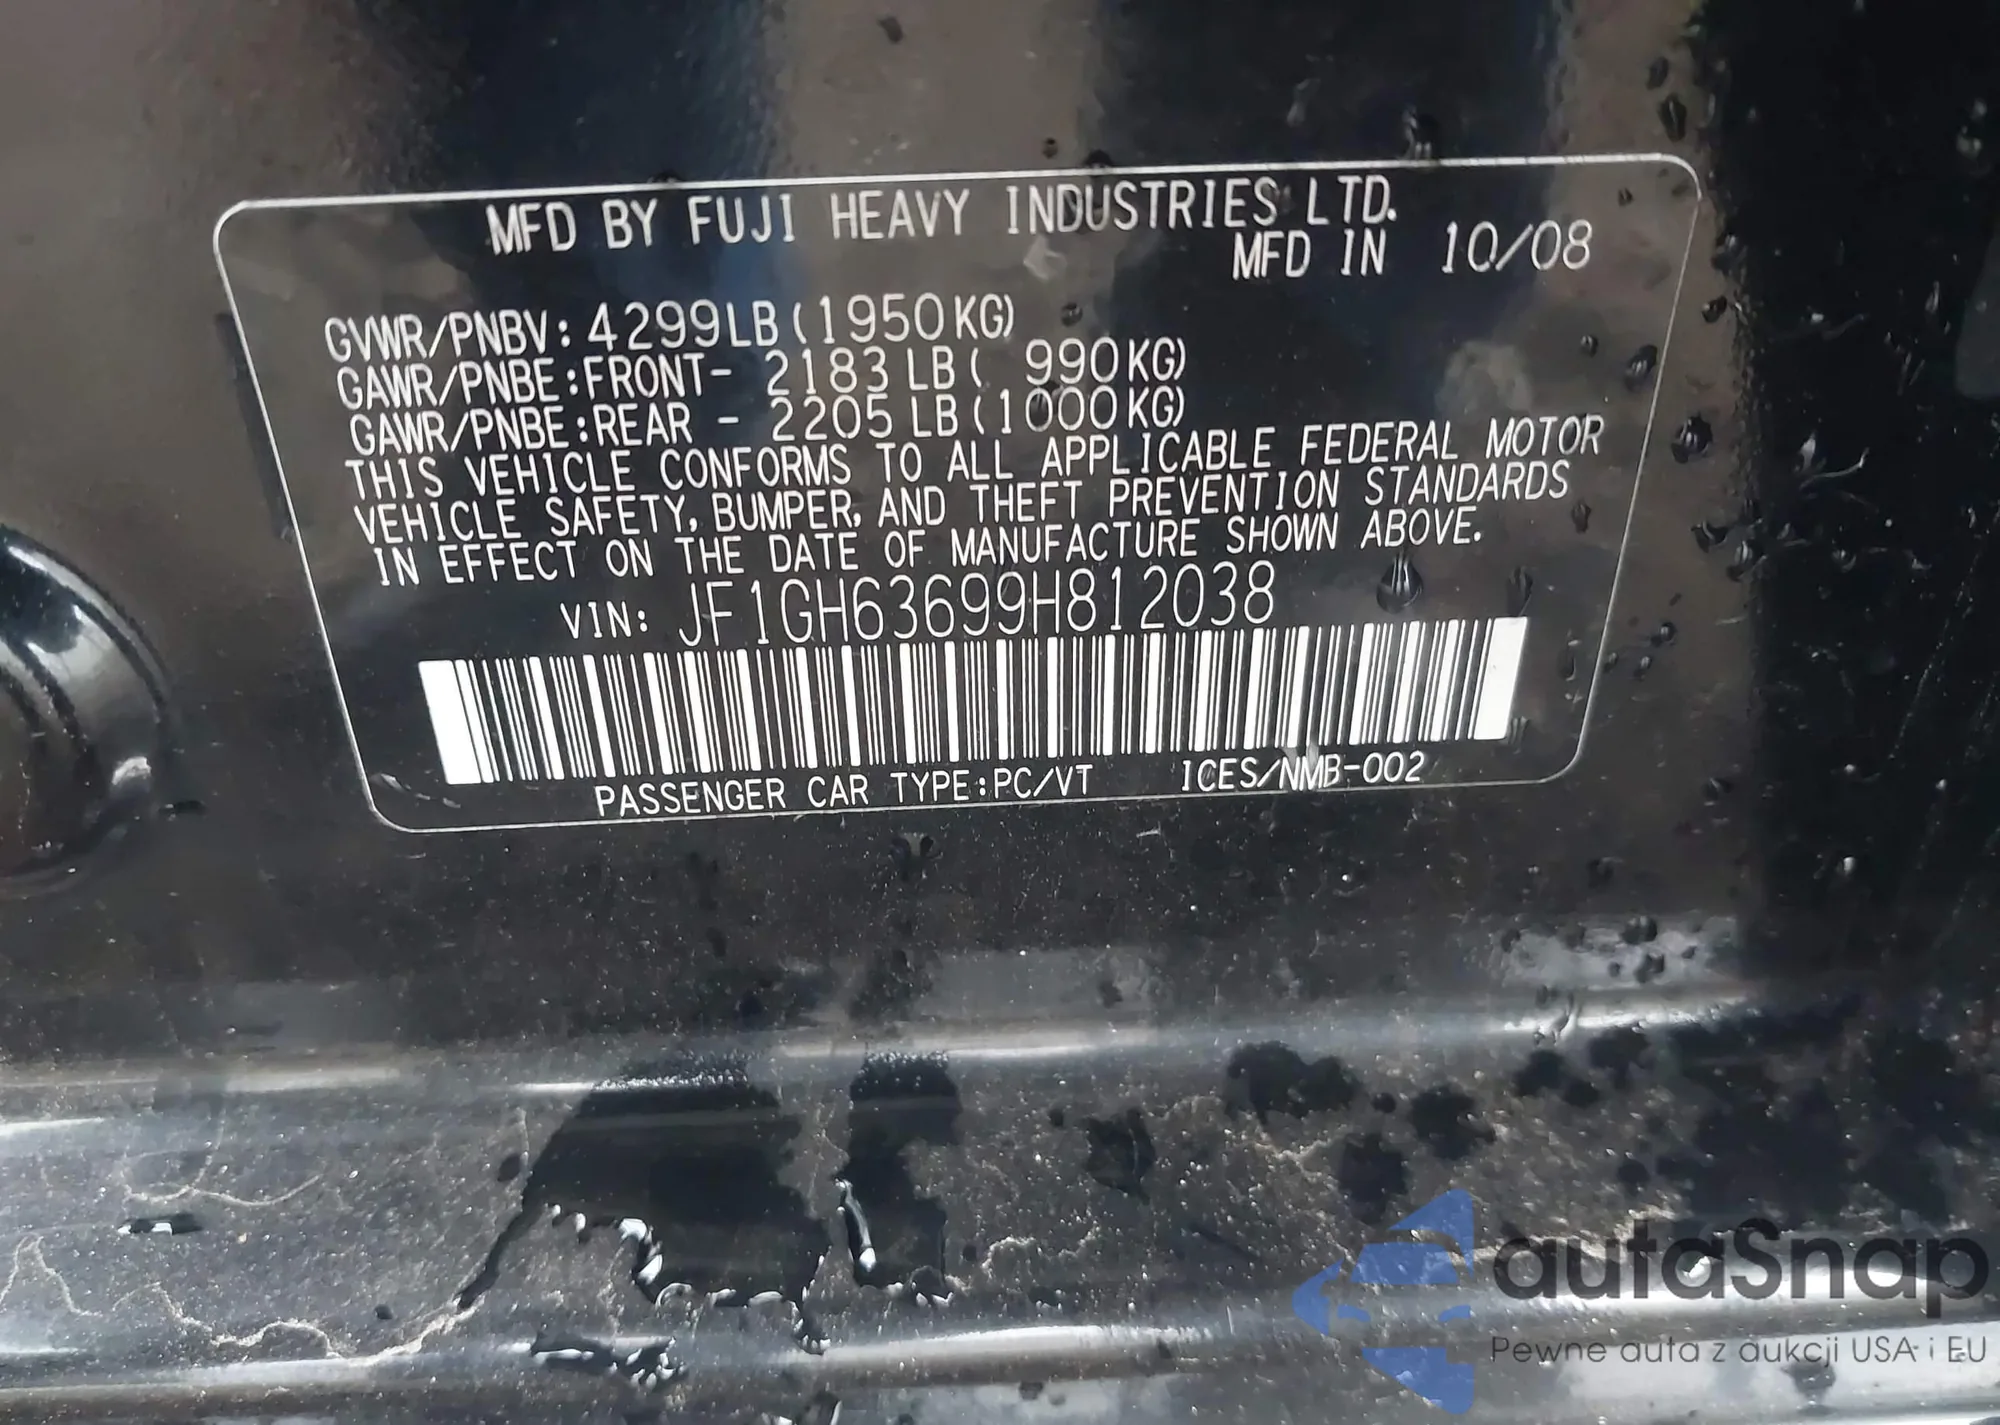 MFD BY FUJI HEAVY INDUSTRIES LTD.
MFD IN 10/08
GVWR/PNBV: 4299LB(1950KG)
GAWR/PNBE:FRONT- 2183 LB( 990KG)
GAWR/PNBE:REAR - 2205 LB(1000KG)
THIS VEHICLE CONFORMS TO ALL APPLICABLE FEDERAL MOTOR
VEHICLE SAFETY, BUMPER, AND THEFT PREVENTION STANDARDS
IN EFFECT ON THE DATE OF MANUFACTURE SHOWN ABOVE.
VIN: JF1GH63699H812038
PASSENGER CAR TYPE:PC/VT ICES/NMB-002
autaSnap
Pewne auta z aukcji USA i EU